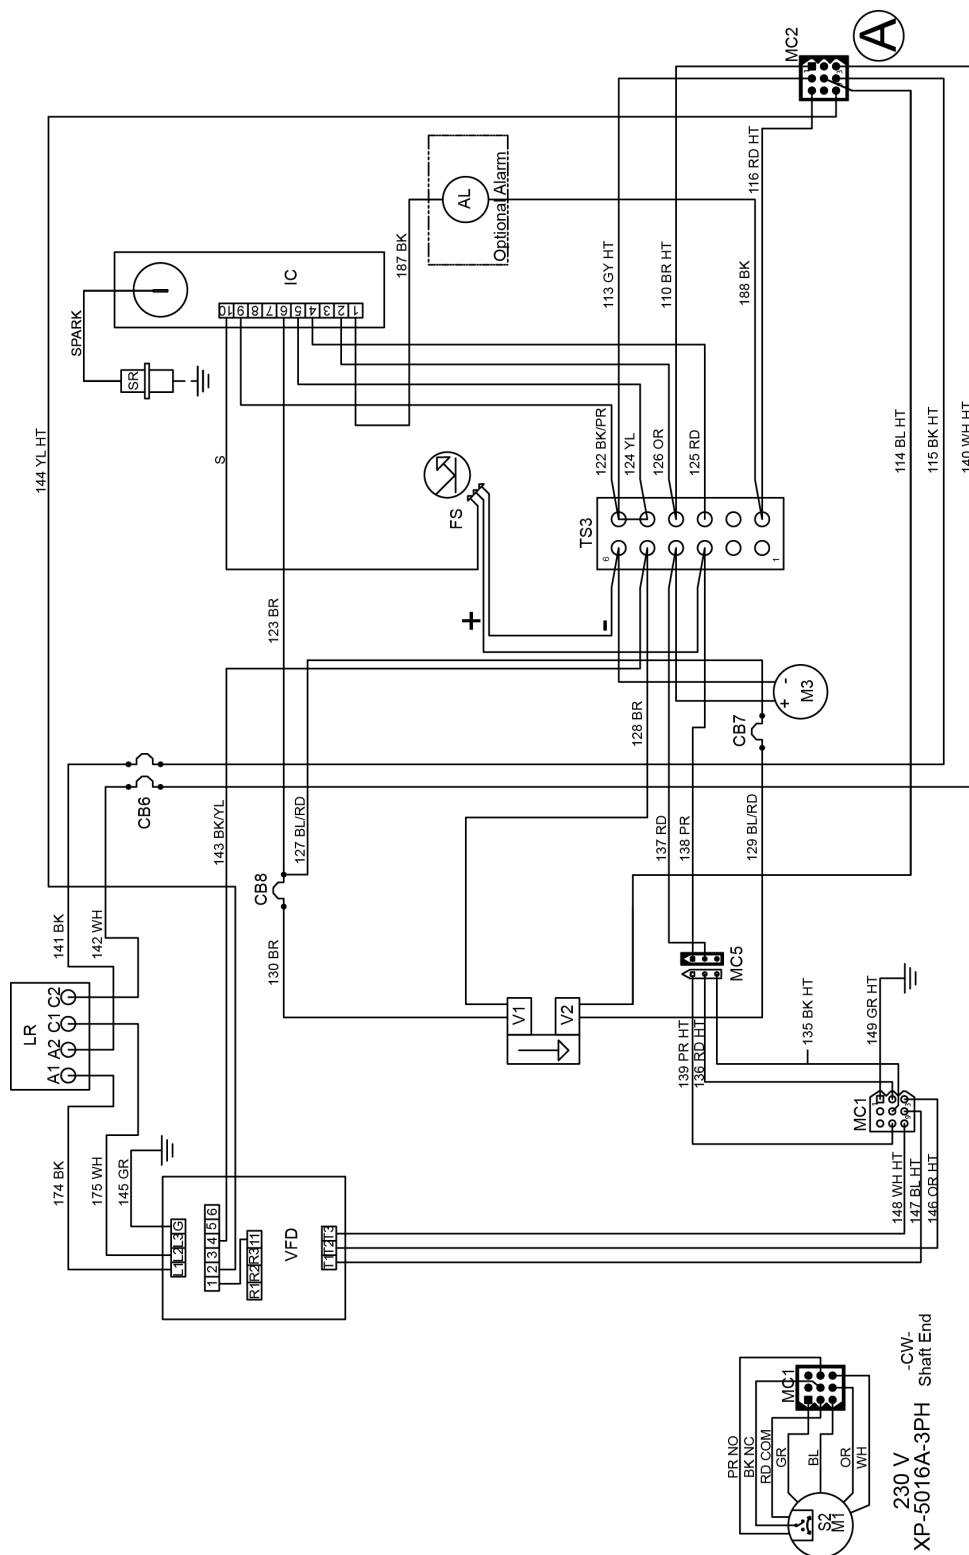 A
MC2
1
3
9
144 YL HT
116 RD HT
AL
Optional Alarm
187 BK
113 GY HT
110 BR HT
188 BK
IC
10
9
8
7
6
5
4
3
2
1
SPARK
SR
S
FS
122 BK/PR
124 YL
126 OR
125 RD
114 BL HT
115 BK HT
140 WH HT
TS3
6
1
+
-
123 BR
128 BR
+
-
M3
CB7
CB6
143 BK/YL
127 BL/RD
137 RD
138 PR
129 BL/RD
CB8
141 BK
142 WH
130 BR
MC5
LR
A1
A2
C1
C2
V1
V2
139 PR HT
136 RD HT
135 BK HT
149 GR HT
MC1
1
3
9
174 BK
175 WH
145 GR
148 WH HT
147 BL HT
146 OR HT
L1
L2
L3
G
1
2
3
4
5
6
R1
R2
R3
11
VFD
T1
T2
T3
MC1
PR NO
BK NC
RD COM
GR
BL
OR
WH
S2
M1
230 V
XP-5016A-3PH
-CW-
Shaft End